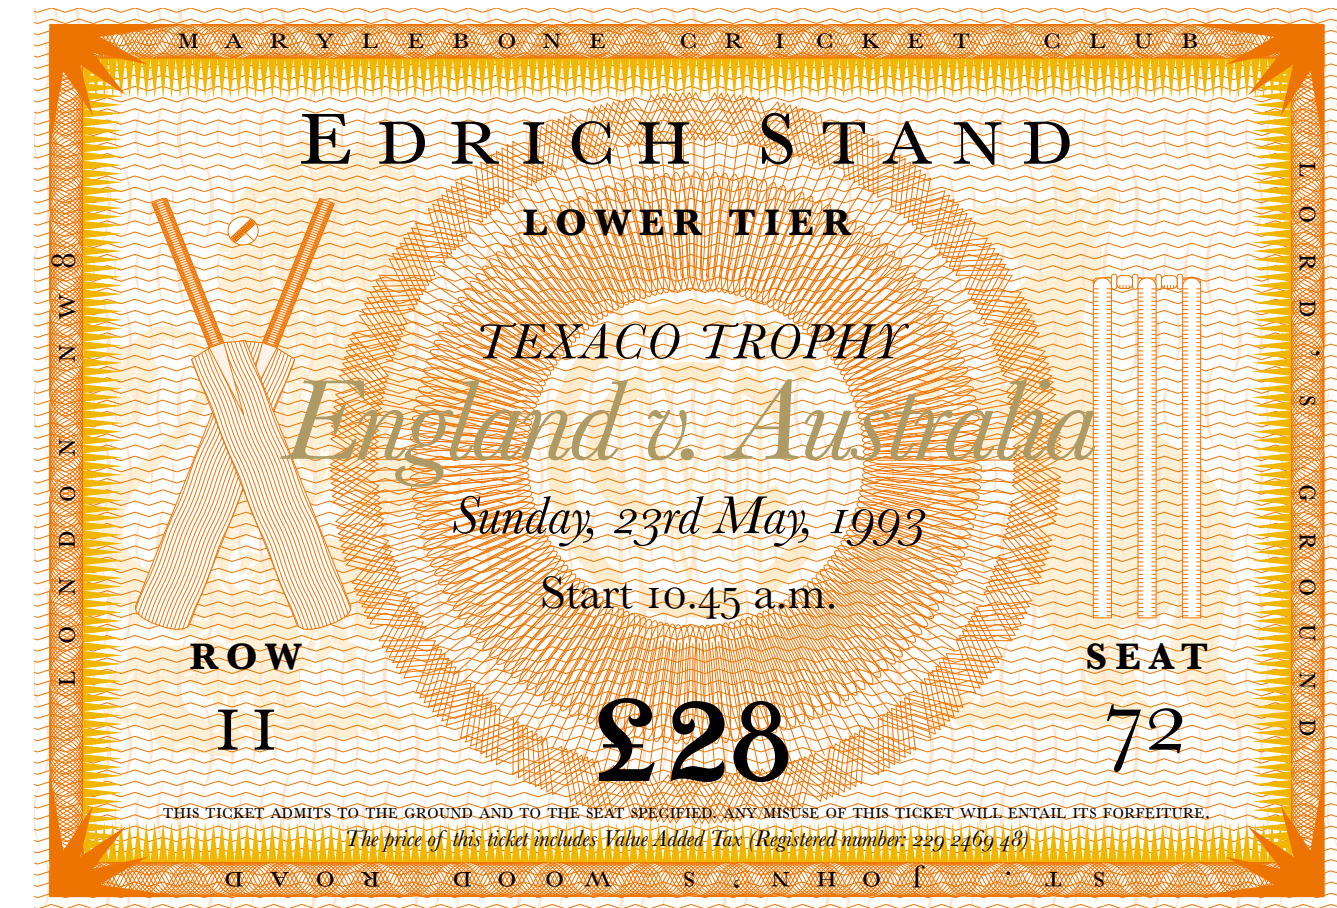 MARYLEBONE CRICKET CLUB
EDRICH STAND
LOWER TIER
TEXACO TROPHY
England v. Australia
Sunday, 23rd May, 1993
Start 10.45 a.m.
ROW
11
£28
SEAT
72
THIS TICKET ADMITS TO THE GROUND AND TO THE SEAT SPECIFIED; ANY MISUSE OF THIS TICKET WILL ENTAIL ITS FORFEITURE.
The price of this ticket includes Value Added Tax (Registered number: 229 2469 48)
LORD'S GROUND
ST. JOHN'S WOOD ROAD
LONDON NW8